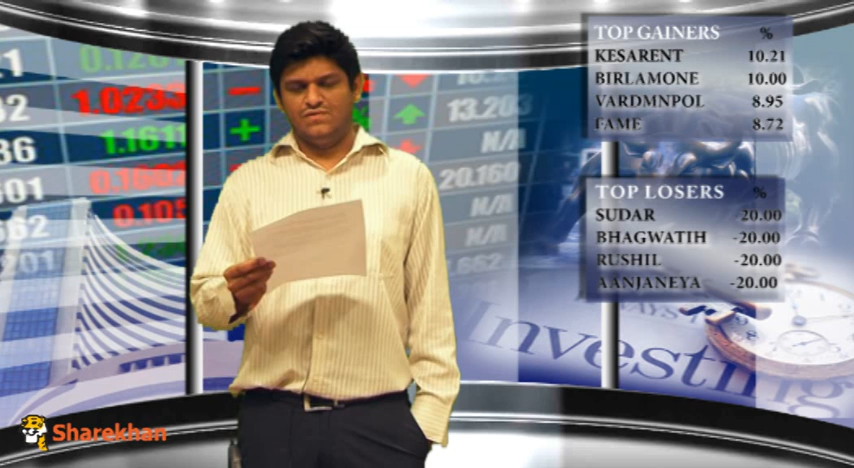 TOP GAINERS %
KESARENT 10.21
BIRLAMONE 10.00
VARDMNPOL 8.95
FAME 8.72
TOP LOSERS %
SUDAR 20.00
BHAGWATIH -20.00
RUSHIL -20.00
AANJANEYA -20.00
1.0233
1.1611
13.203
N/A
20.160
N/A
N/A
Investing
Sharekhan